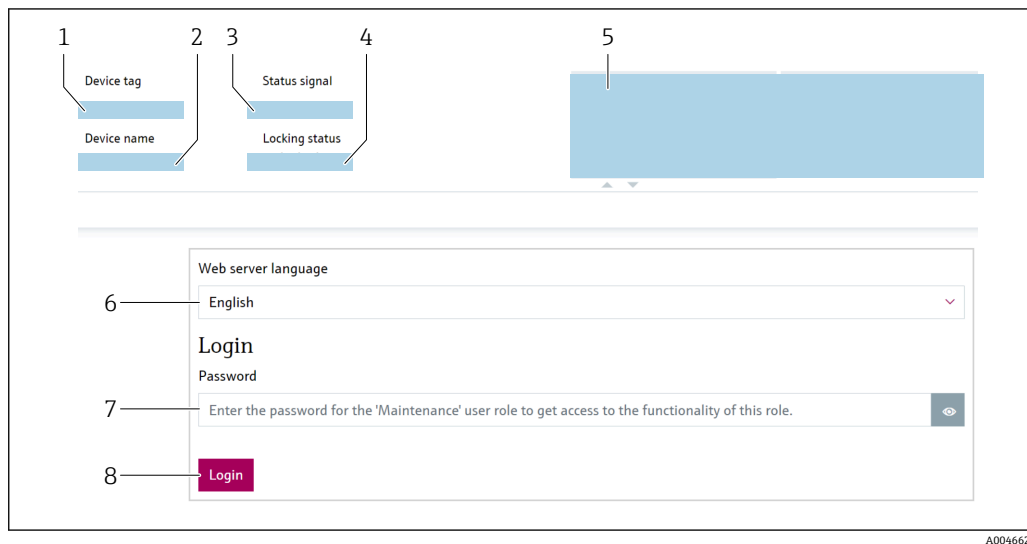 1 2 3 4 5
Device tag Status signal
Device name Locking status
Web server language
6 English
Login
Password
7 Enter the password for the 'Maintenance' user role to get access to the functionality of this role.
8 Login
A004662